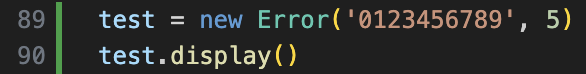 89 test = new Error('0123456789', 5)
90 test.display()